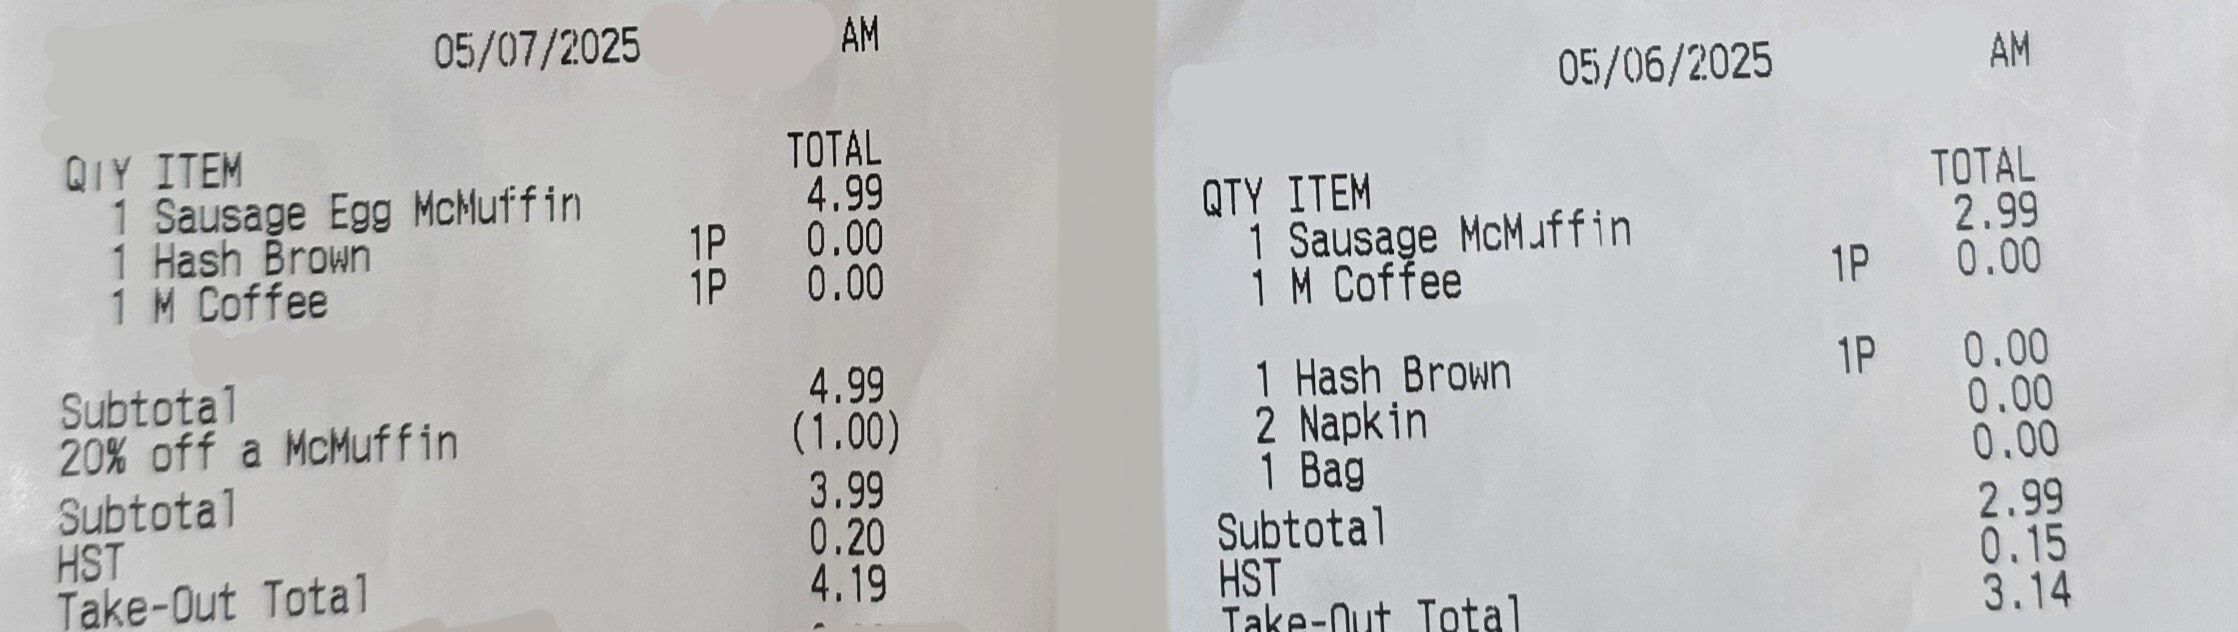 05/07/2025 AM
QTY ITEM TOTAL
1 Sausage Egg McMuffin 4.99
1 Hash Brown 1P 0.00
1 M Coffee 1P 0.00
Subtotal 4.99
20% off a McMuffin (1.00)
Subtotal 3.99
HST 0.20
Take-Out Total 4.19
05/06/2025 AM
QTY ITEM TOTAL
1 Sausage McMuffin 2.99
1 M Coffee 1P 0.00
1 Hash Brown 1P 0.00
2 Napkin 0.00
1 Bag 0.00
Subtotal 2.99
HST 0.15
Take-Out Total 3.14